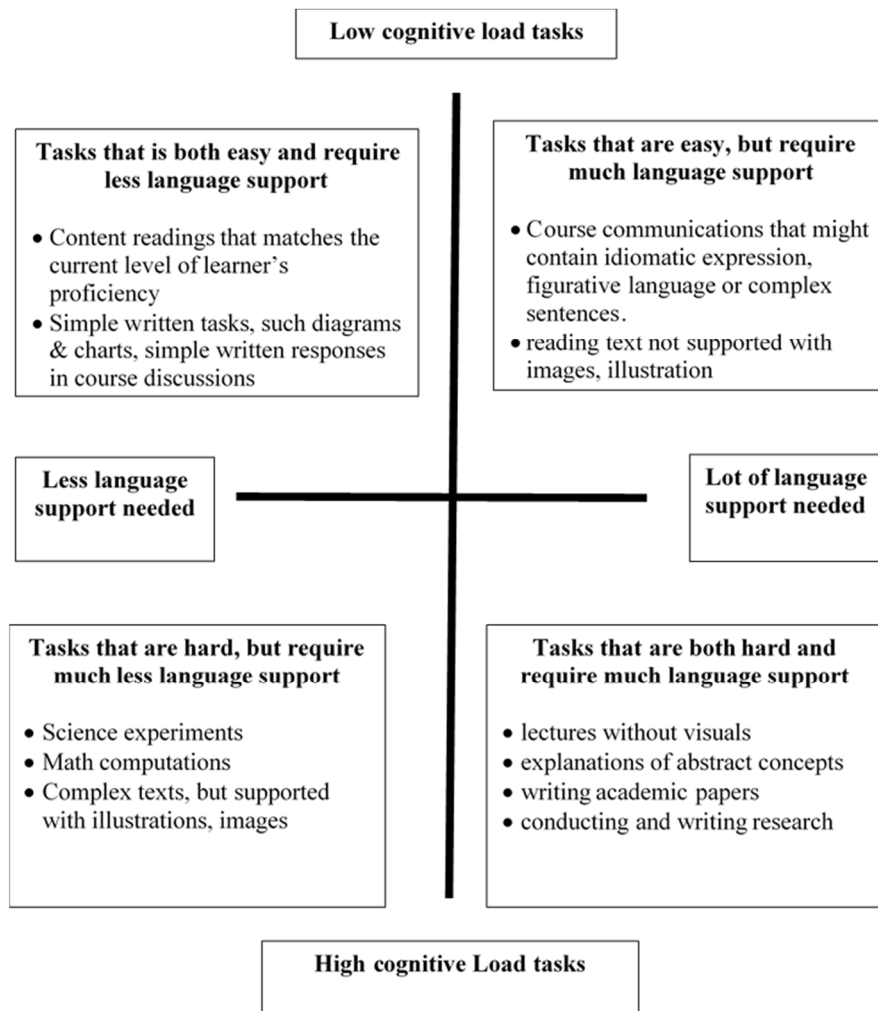 Low cognitive load tasks
Tasks that is both easy and require
less language support
• Content readings that matches the
current level of learner's
proficiency
• Simple written tasks, such diagrams
& charts, simple written responses
in course discussions
Tasks that are easy, but require
much language support
• Course communications that might
contain idiomatic expression,
figurative language or complex
sentences.
• reading text not supported with
images, illustration
Less language
support needed
Lot of language
support needed
Tasks that are hard, but require
much less language support
• Science experiments
• Math computations
• Complex texts, but supported
with illustrations, images
Tasks that are both hard and
require much language support
• lectures without visuals
• explanations of abstract concepts
• writing academic papers
• conducting and writing research
High cognitive Load tasks